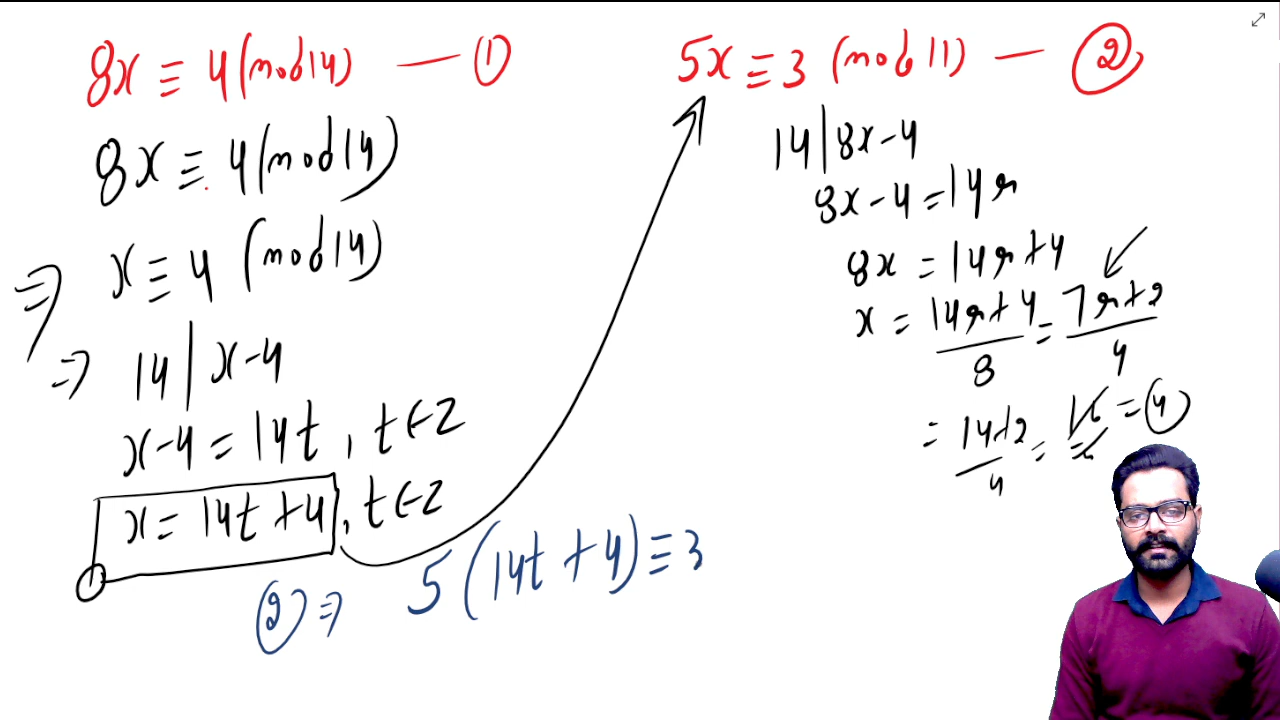 8x ≡ 4 (mod 14) — ①
8x ≡ 4 (mod 14)
⇒ x ≡ 4 (mod 14)
⇒ 14 | x-4
x-4 = 14t, t∈Z
x = 14t+4, t∈Z
② ⇒ 5(14t+4) ≡ 3
5x ≡ 3 (mod 11) — ②
14 | 8x-4
8x-4 = 14r
8x = 14r+4
x = (14r+4)/8 = (7r+2)/4
= (14+2)/4 = 16/4 = 4